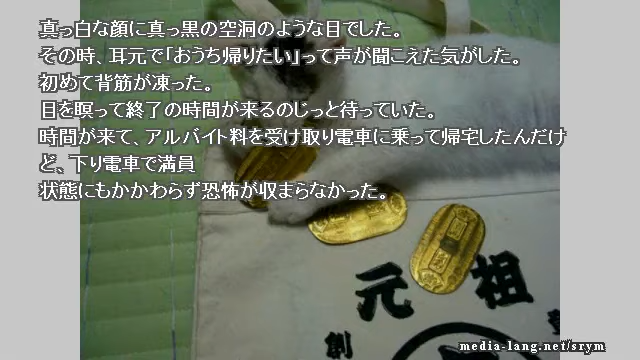 真っ白な顔に真っ黒の空洞のような目でした。
その時、耳元で「おうち帰りたい」って声が聞こえた気がした。
初めて背筋が凍った。
目を瞑って終了の時間が来るのじっと待っていた。
時間が来て、アルバイト料を受け取り電車に乗って帰宅したんだけ
ど、下り電車で満員
状態にもかかわらず恐怖が収まらなかった。
元祖
創
media-lang.net/srym